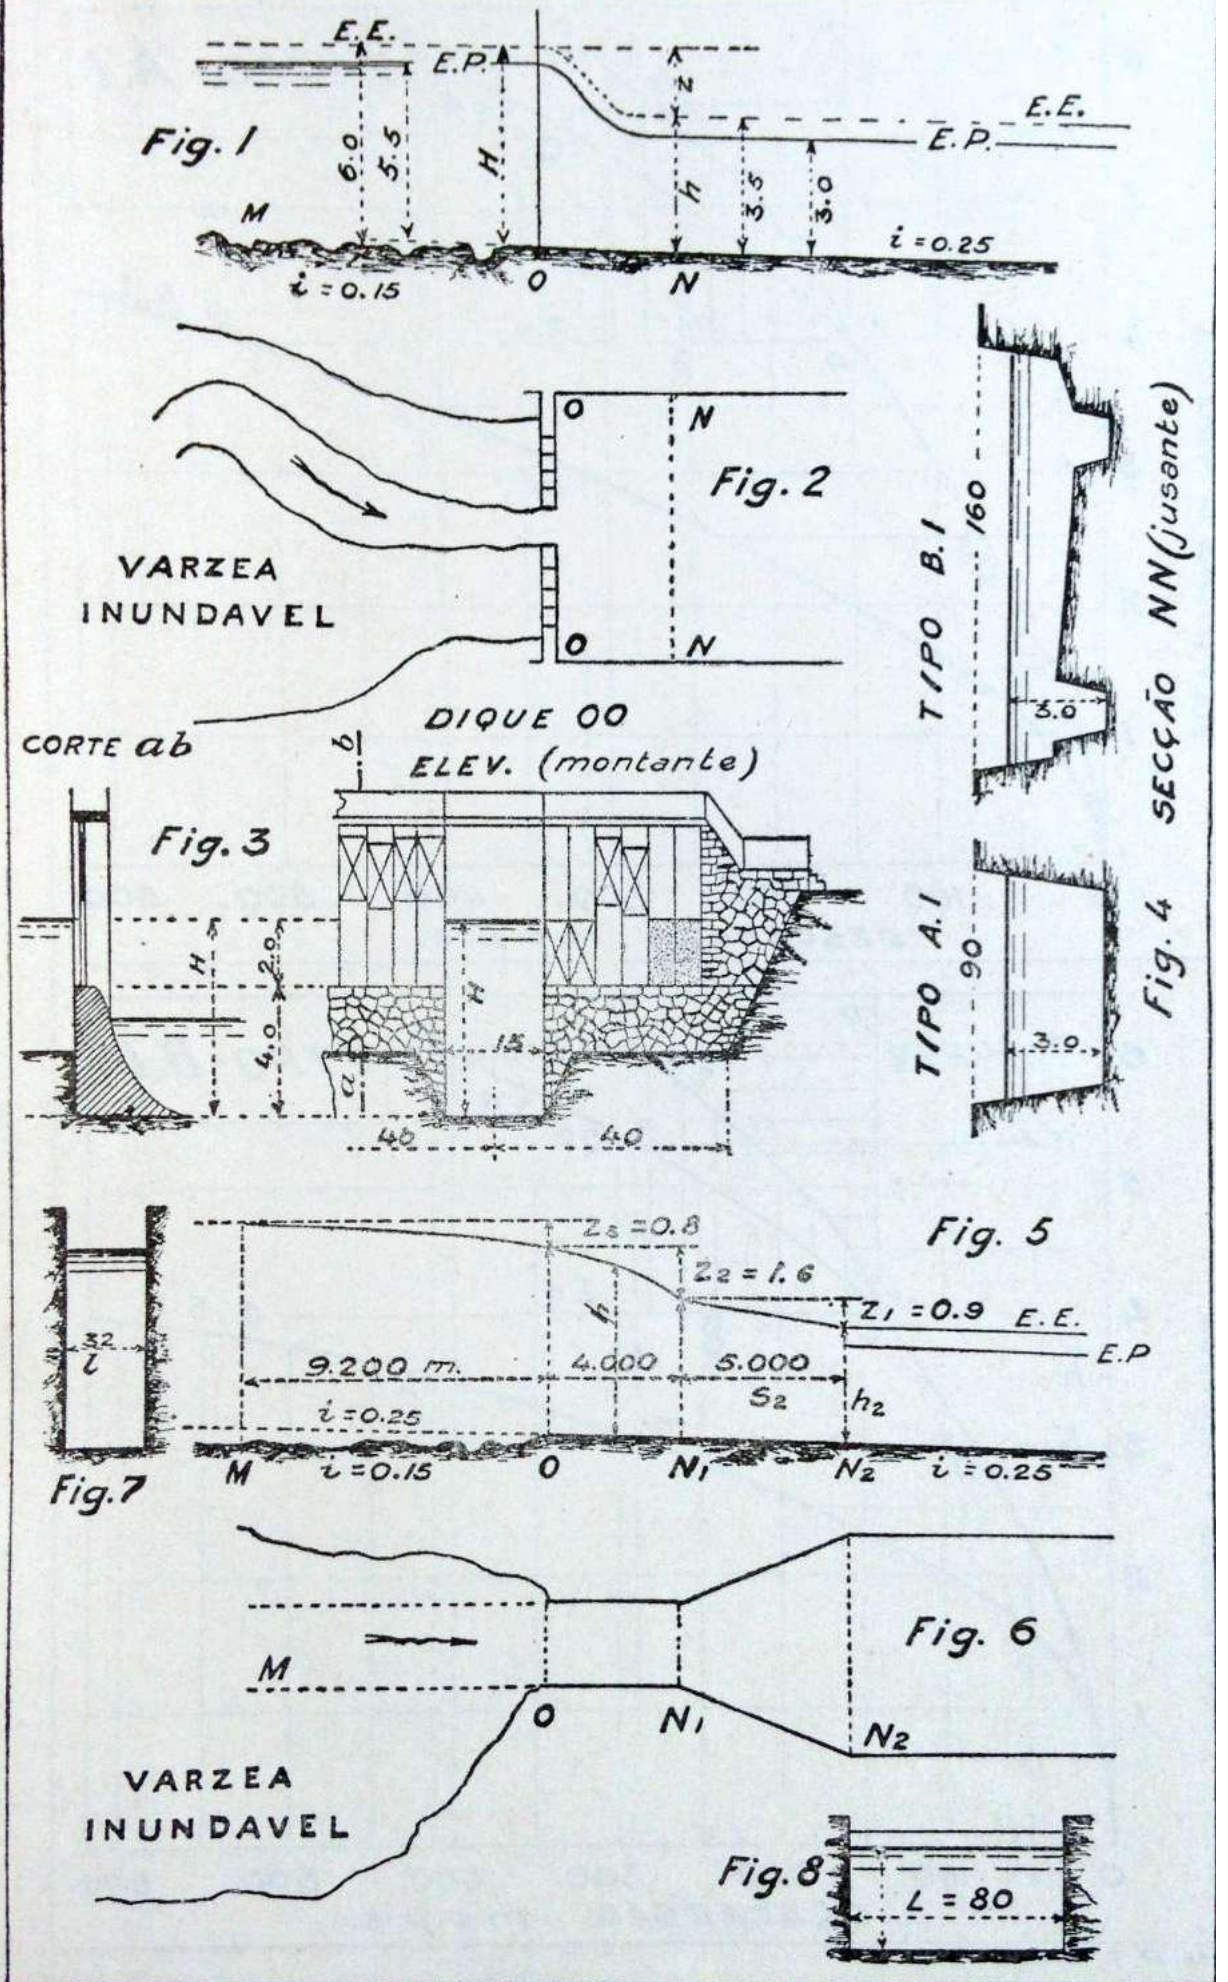 E.E.
E.P.
Fig. 1
6.0
5.5
H
z
h
3.5
3.0
E.E.
E.P.
M
i = 0.15
O
N
i = 0.25
O
N
Fig. 2
VARZEA
INUNDAVEL
O
N
TIPO B.1
160
3.0
TIPO A.1
90
3.0
Fig. 4 SECÇÃO NN (jusante)
DIQUE OO
ELEV. (montante)
CORTE ab
b
Fig. 3
H
2.0
4.0
H
15
a
40
40
Fig. 5
Z3 = 0.8
Z2 = 1.6
Z1 = 0.9
E.E.
E.P
h
9.200 m.
4.000
5.000
S2
h2
i = 0.25
M
i = 0.15
O
N1
N2
i = 0.25
32
l
Fig. 7
M
O
N1
N2
Fig. 6
VARZEA
INUNDAVEL
Fig. 8
L = 80